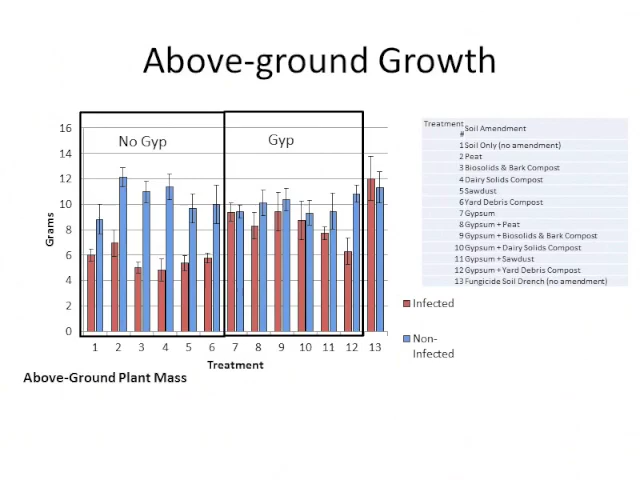 Above-ground Growth
No Gyp
Gyp
16
14
12
10
8
6
4
2
0
Grams
1 2 3 4 5 6 7 8 9 10 11 12 13
Treatment
Above-Ground Plant Mass
Infected
Non-
Infected
Treatment
# Soil Amendment
1 Soil Only (no amendment)
2 Peat
3 Biosolids & Bark Compost
4 Dairy Solids Compost
5 Sawdust
6 Yard Debris Compost
7 Gypsum
8 Gypsum + Peat
9 Gypsum + Biosolids & Bark Compost
10 Gypsum + Dairy Solids Compost
11 Gypsum + Sawdust
12 Gypsum + Yard Debris Compost
13 Fungicide Soil Drench (no amendment)